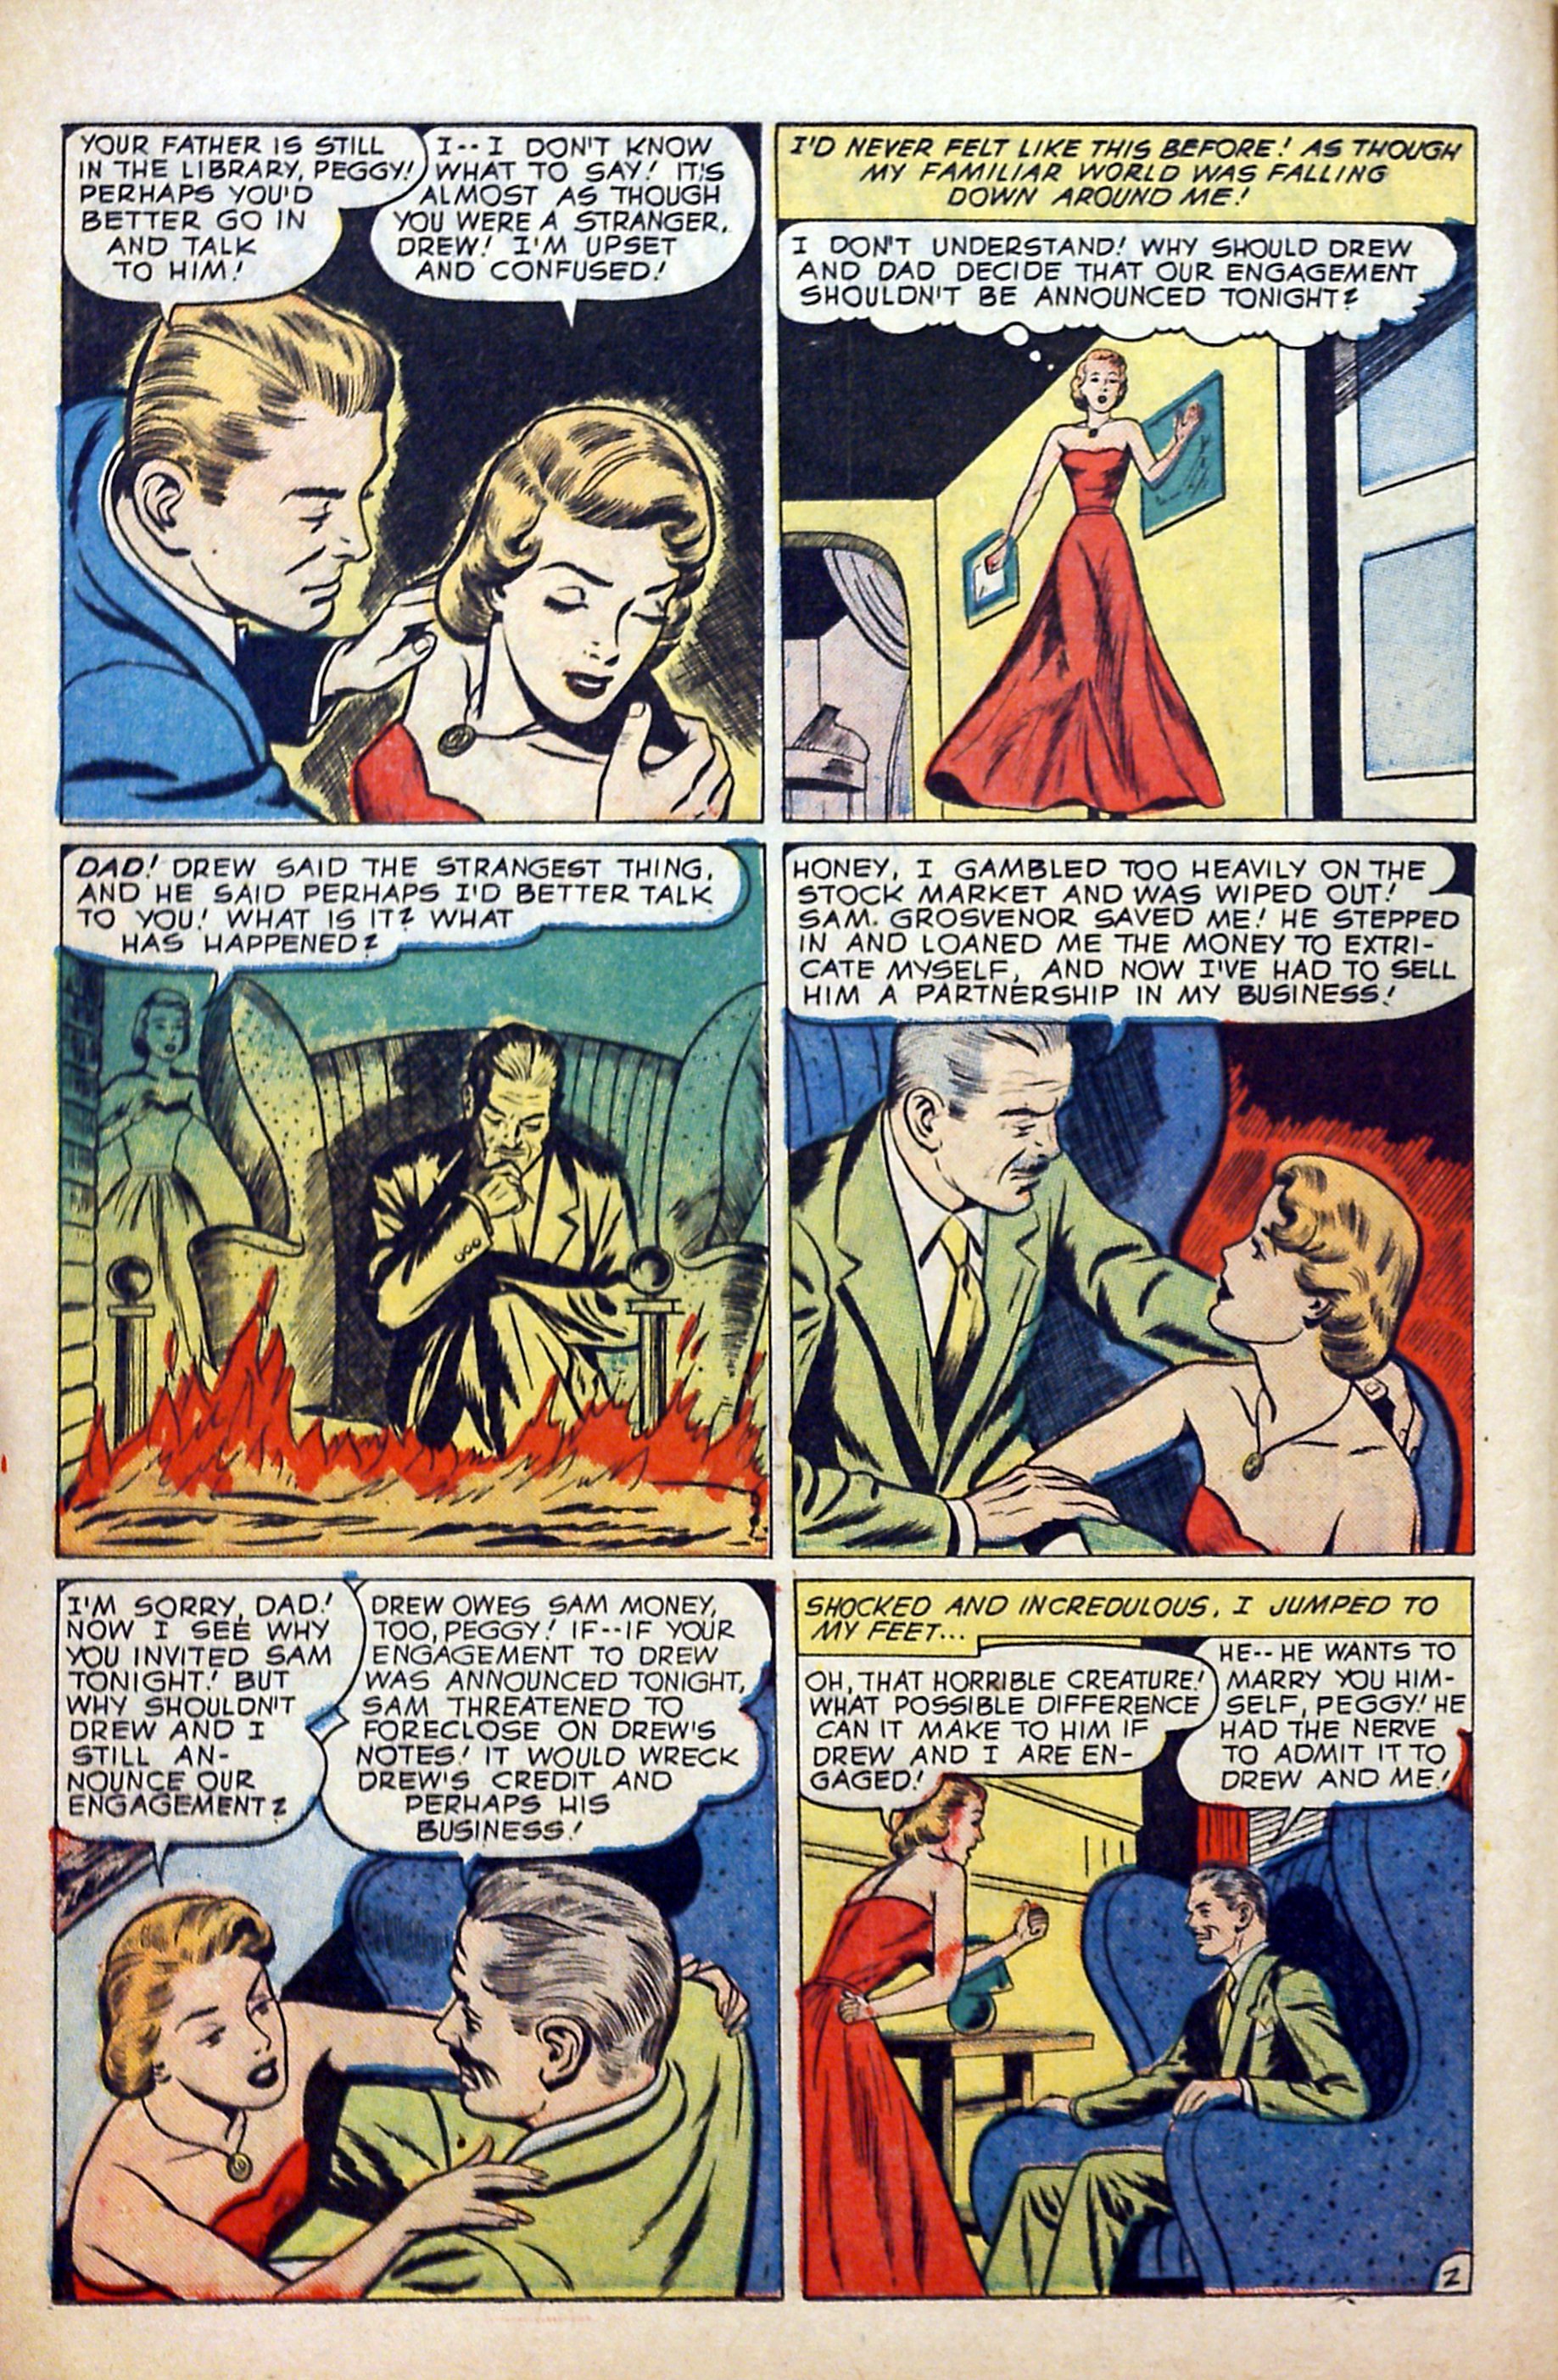 YOUR FATHER IS STILL
IN THE LIBRARY, PEGGY!
PERHAPS YOU'D
BETTER GO IN
AND TALK
TO HIM!
I--I DON'T KNOW
WHAT TO SAY! IT'S
ALMOST AS THOUGH
YOU WERE A STRANGER,
DREW! I'M UPSET
AND CONFUSED!
I'D NEVER FELT LIKE THIS BEFORE! AS THOUGH
MY FAMILIAR WORLD WAS FALLING
DOWN AROUND ME!
I DON'T UNDERSTAND! WHY SHOULD DREW
AND DAD DECIDE THAT OUR ENGAGEMENT
SHOULDN'T BE ANNOUNCED TONIGHT?
DAD! DREW SAID THE STRANGEST THING,
AND HE SAID PERHAPS I'D BETTER TALK
TO YOU! WHAT IS IT? WHAT
HAS HAPPENED?
HONEY, I GAMBLED TOO HEAVILY ON THE
STOCK MARKET AND WAS WIPED OUT!
SAM GROSVENOR SAVED ME! HE STEPPED
IN AND LOANED ME THE MONEY TO EXTRI-
CATE MYSELF, AND NOW I'VE HAD TO SELL
HIM A PARTNERSHIP IN MY BUSINESS!
I'M SORRY, DAD!
NOW I SEE WHY
YOU INVITED SAM
TONIGHT! BUT
WHY SHOULDN'T
DREW AND I
STILL AN-
NOUNCE OUR
ENGAGEMENT?
DREW OWES SAM MONEY,
TOO, PEGGY! IF--IF YOUR
ENGAGEMENT TO DREW
WAS ANNOUNCED TONIGHT,
SAM THREATENED TO
FORECLOSE ON DREW'S
NOTES! IT WOULD WRECK
DREW'S CREDIT AND
PERHAPS HIS
BUSINESS!
SHOCKED AND INCREDULOUS, I JUMPED TO
MY FEET...
OH, THAT HORRIBLE CREATURE!
WHAT POSSIBLE DIFFERENCE
CAN IT MAKE TO HIM IF
DREW AND I ARE EN-
GAGED!
HE--HE WANTS TO
MARRY YOU HIM-
SELF, PEGGY! HE
HAD THE NERVE
TO ADMIT IT TO
DREW AND ME!
2